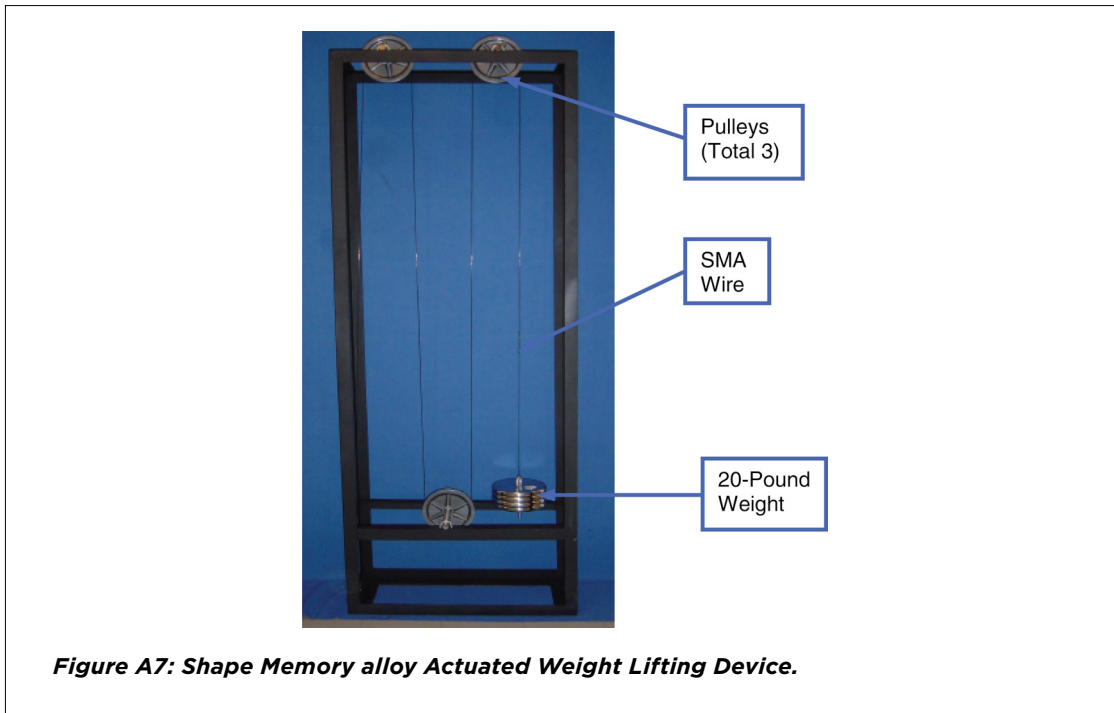 Pulleys
(Total 3)
SMA
Wire
20-Pound
Weight
Figure A7: Shape Memory alloy Actuated Weight Lifting Device.